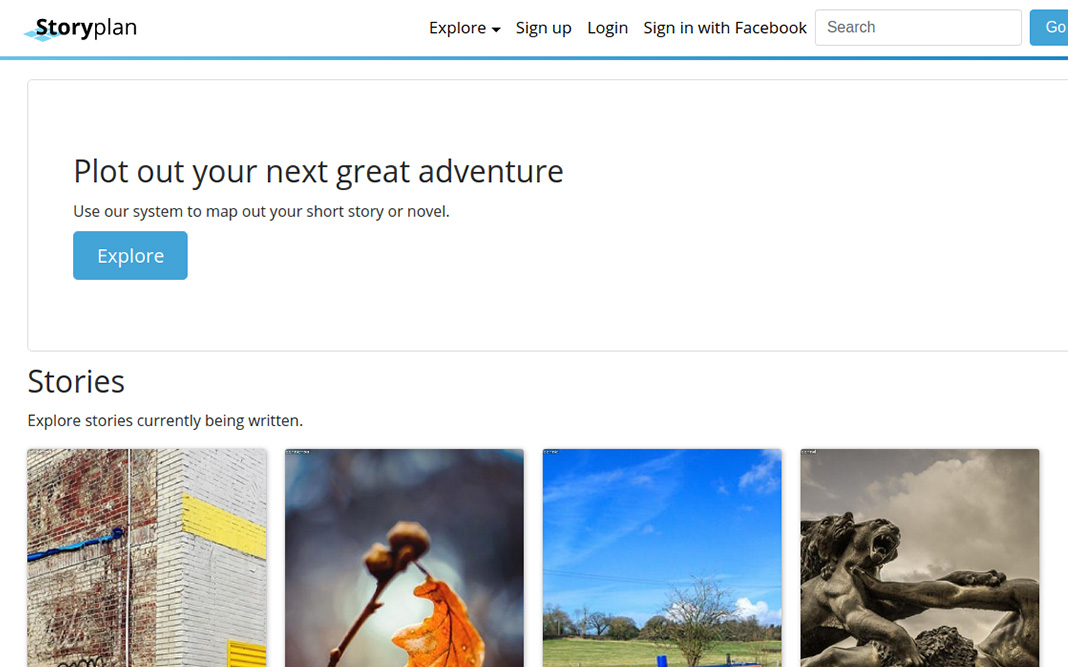 Storyplan
Explore Sign up Login Sign in with Facebook Search Go
Plot out your next great adventure
Use our system to map out your short story or novel.
Explore
Stories
Explore stories currently being written.